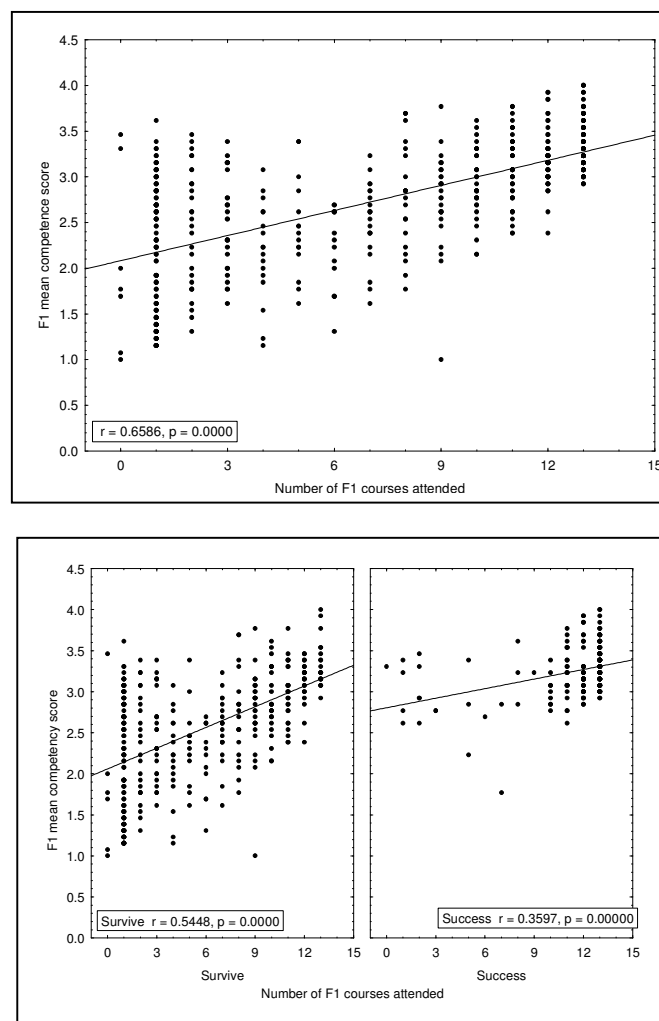 4.5
4.0
3.5
3.0
2.5
2.0
1.5
1.0
0.5
0.0
F1 mean competence score
r = 0.6586, p = 0.0000
0 3 6 9 12 15
Number of F1 courses attended
4.5
4.0
3.5
3.0
2.5
2.0
1.5
1.0
0.5
0.0
F1 mean competency score
Survive r = 0.5448, p = 0.0000
Success r = 0.3597, p = 0.00000
0 3 6 9 12 15 0 3 6 9 12 15
Survive Success
Number of F1 courses attended